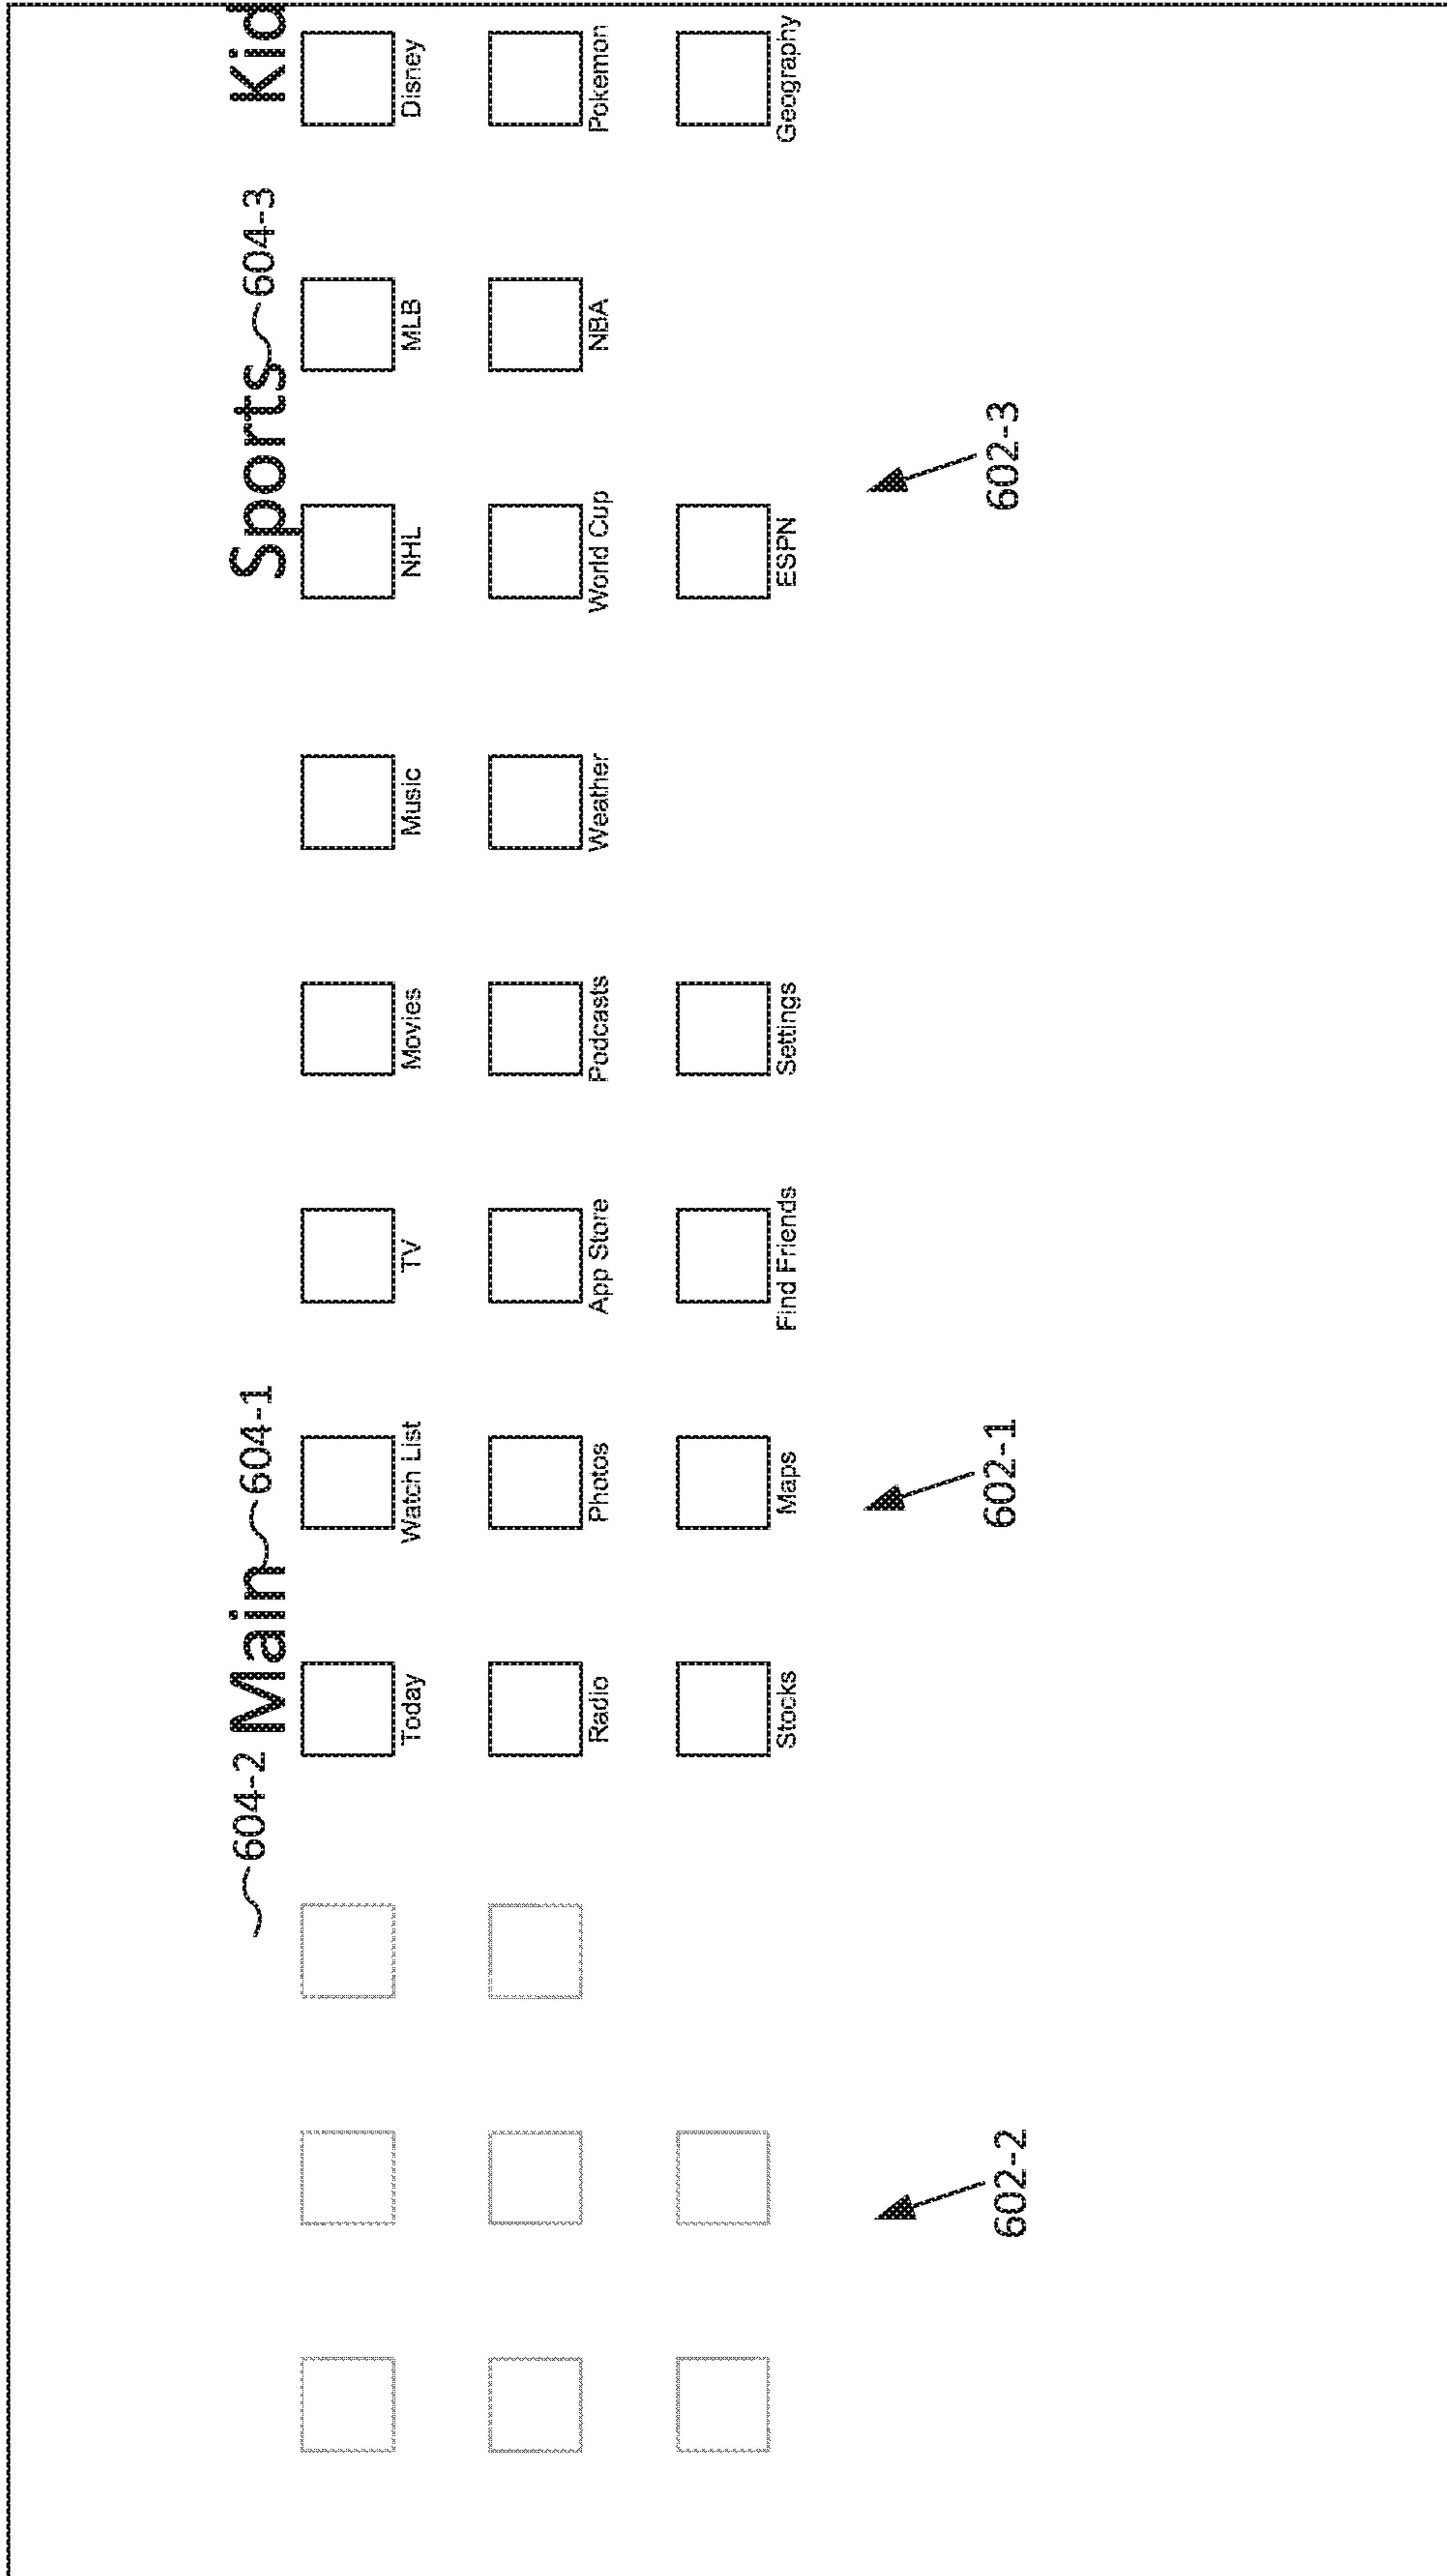 604-2 Main 604-1 Sports 604-3 Kid
Today Watch List TV Movies Music NHL MLB Disney
Radio Photos App Store Podcasts Weather World Cup NBA Pokemon
Stocks Maps Find Friends Settings ESPN Geography
602-2 602-1 602-3